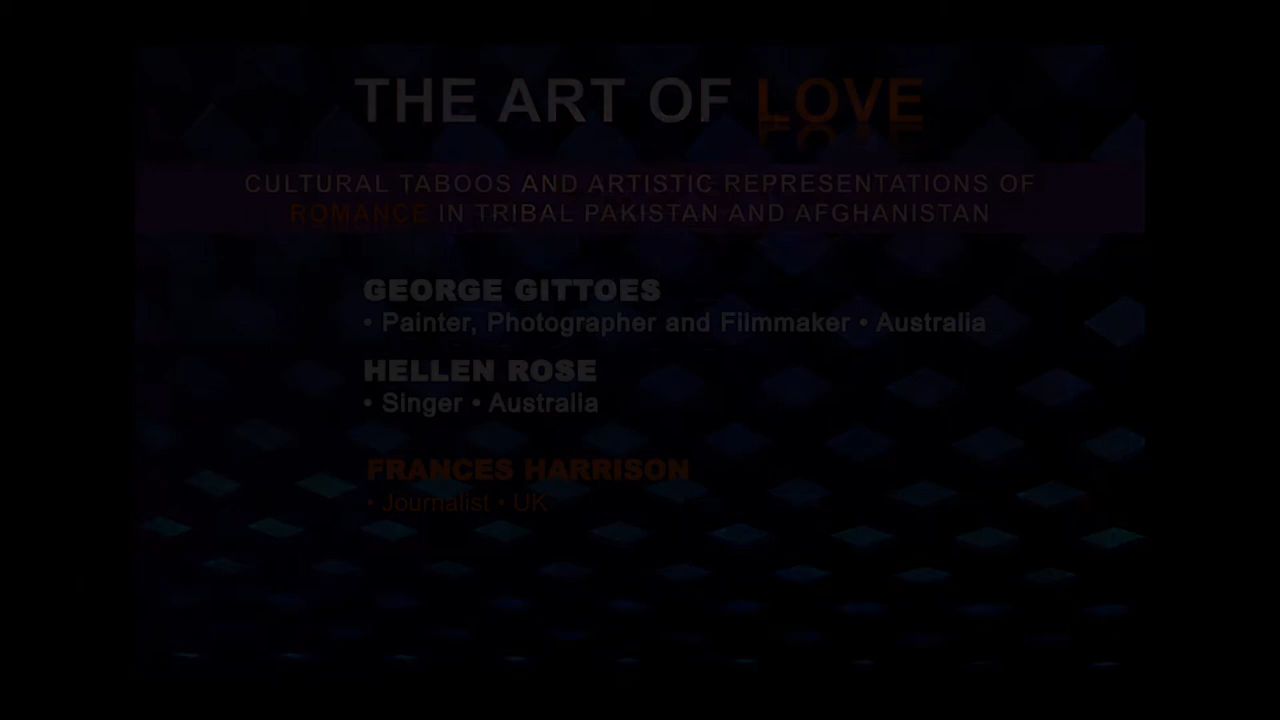 THE ART OF LOVE
CULTURAL TABOOS AND ARTISTIC REPRESENTATIONS OF
ROMANCE IN TRIBAL PAKISTAN AND AFGHANISTAN
GEORGE GITTOES
• Painter, Photographer and Filmmaker • Australia
HELLEN ROSE
• Singer • Australia
FRANCES HARRISON
• Journalist • UK